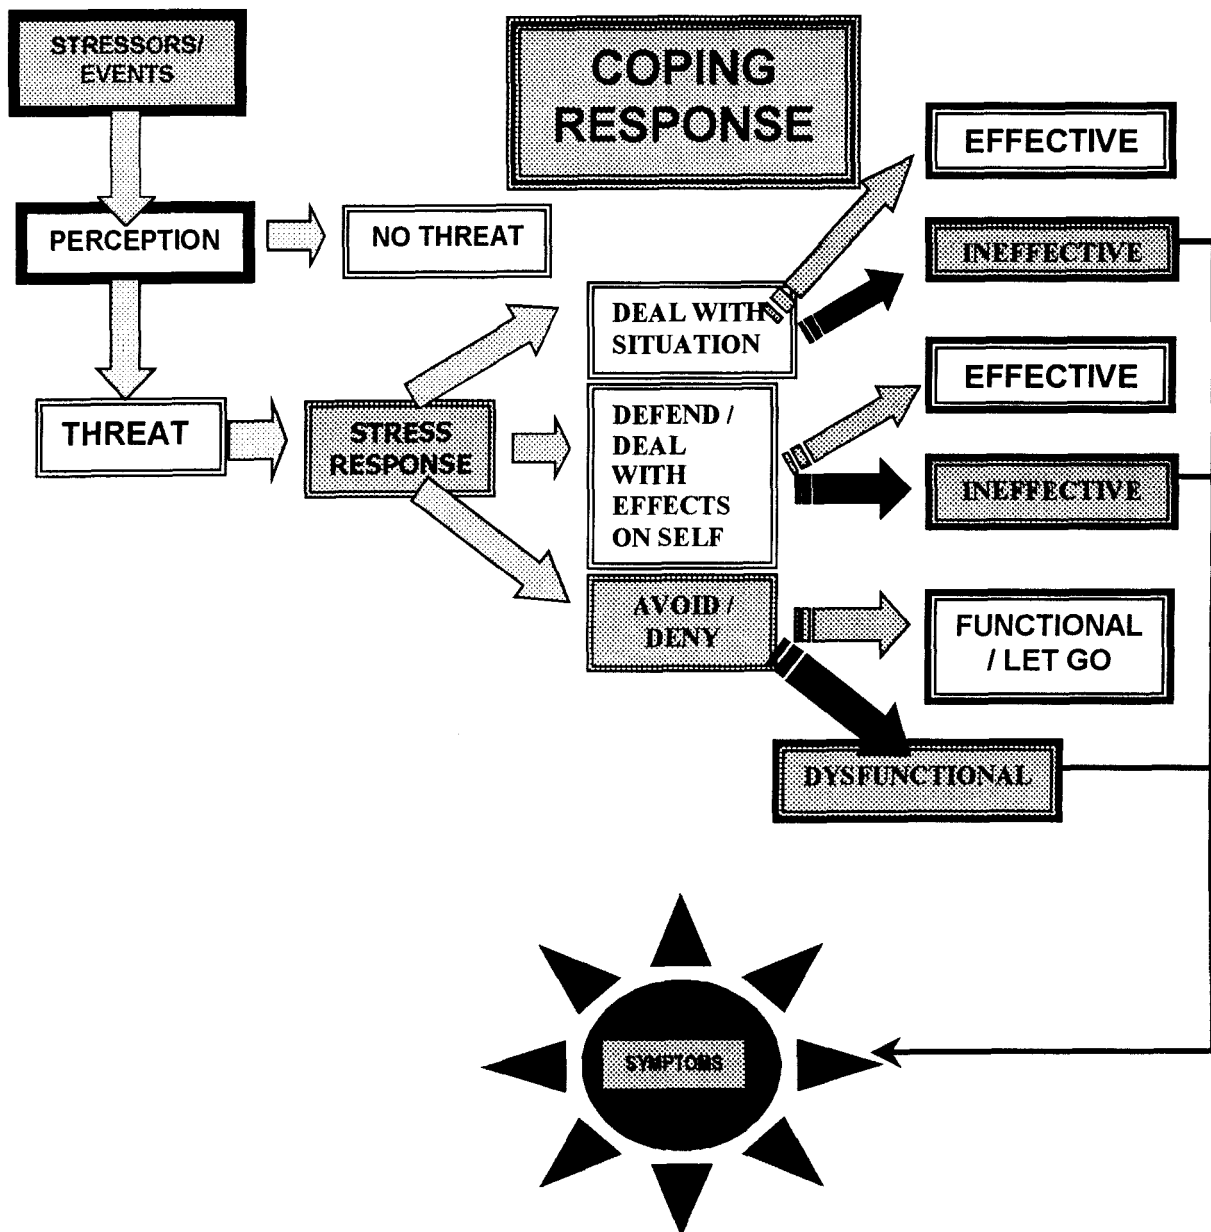 STRESSORS/
EVENTS
COPING
RESPONSE
EFFECTIVE
PERCEPTION
NO THREAT
INEFFECTIVE
DEAL WITH
SITUATION
EFFECTIVE
THREAT
STRESS
RESPONSE
DEFEND /
DEAL
WITH
EFFECTS
ON SELF
INEFFECTIVE
AVOID /
DENY
FUNCTIONAL
/ LET GO
DYSFUNCTIONAL
SYMPTOMS